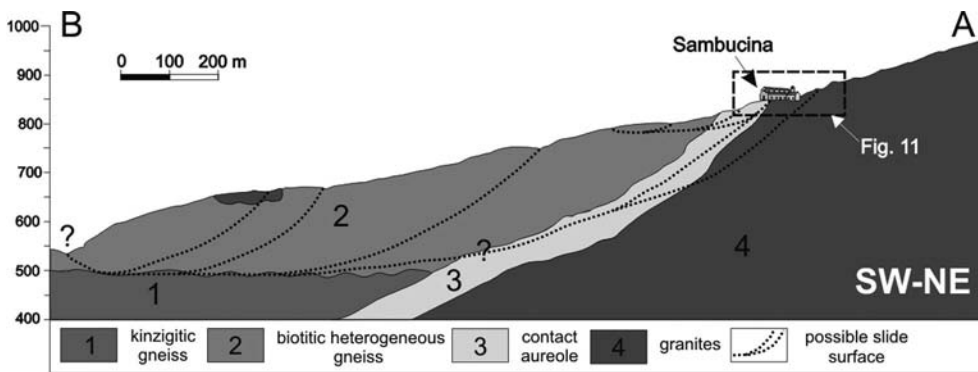 B
A
1000
900
800
700
600
500
400
0 100 200 m
Sambucina
Fig. 11
?
2
?
1
3
4
SW-NE
1 kinzigitic gneiss
2 biotitic heterogeneous gneiss
3 contact aureole
4 granites
possible slide surface